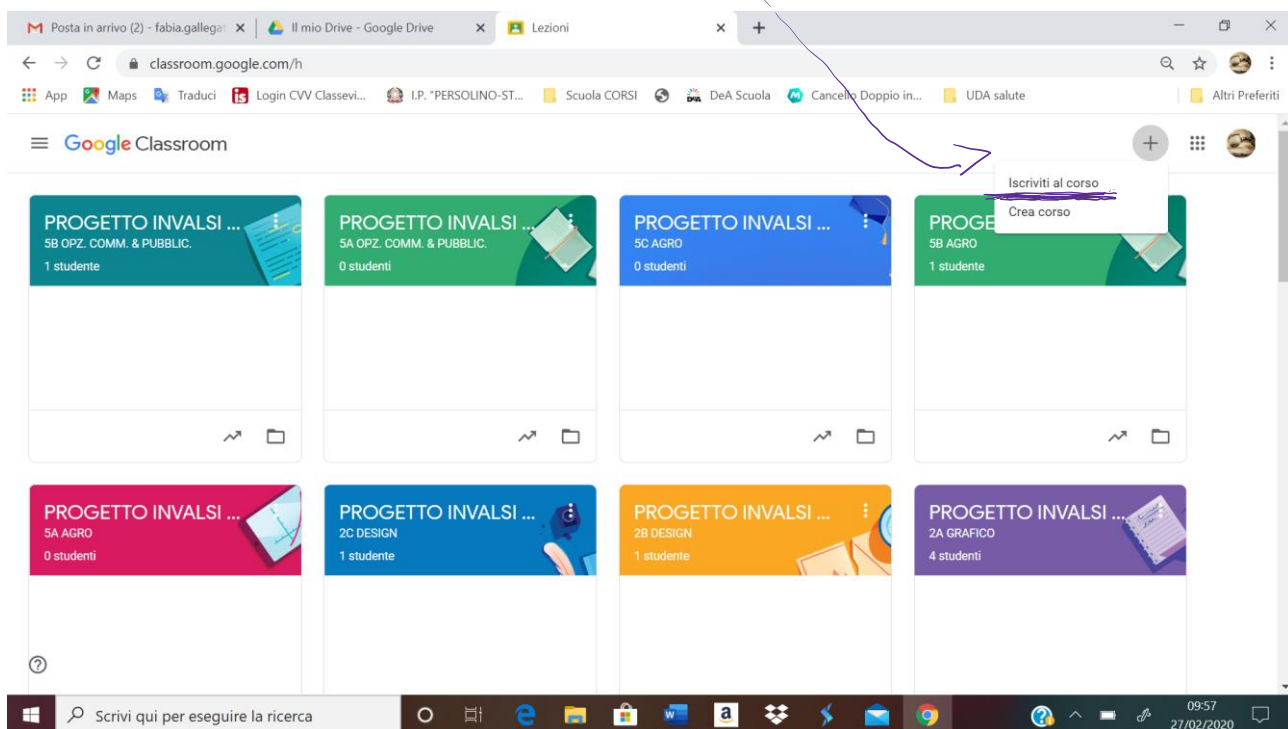 Posta in arrivo (2) - fabia.gallegat
Il mio Drive - Google Drive
Lezioni
classroom.google.com/h
App Maps Traduci Login CVV Classevi... I.P. "PERSOLINO-ST... Scuola CORSI DeA Scuola Cancello Doppio in... UDA salute Altri Preferiti
Google Classroom
Iscriviti al corso
Crea corso
PROGETTO INVALSI ...
5B OPZ. COMM. & PUBBLIC.
1 studente
PROGETTO INVALSI ...
5A OPZ. COMM. & PUBBLIC.
0 studenti
PROGETTO INVALSI ...
5C AGRO
0 studenti
PROGE
5B AGRO
1 studente
PROGETTO INVALSI ...
5A AGRO
0 studenti
PROGETTO INVALSI ...
2C DESIGN
1 studente
PROGETTO INVALSI ...
2B DESIGN
1 studente
PROGETTO INVALSI ...
2A GRAFICO
4 studenti
Scrivi qui per eseguire la ricerca
09:57
27/02/2020